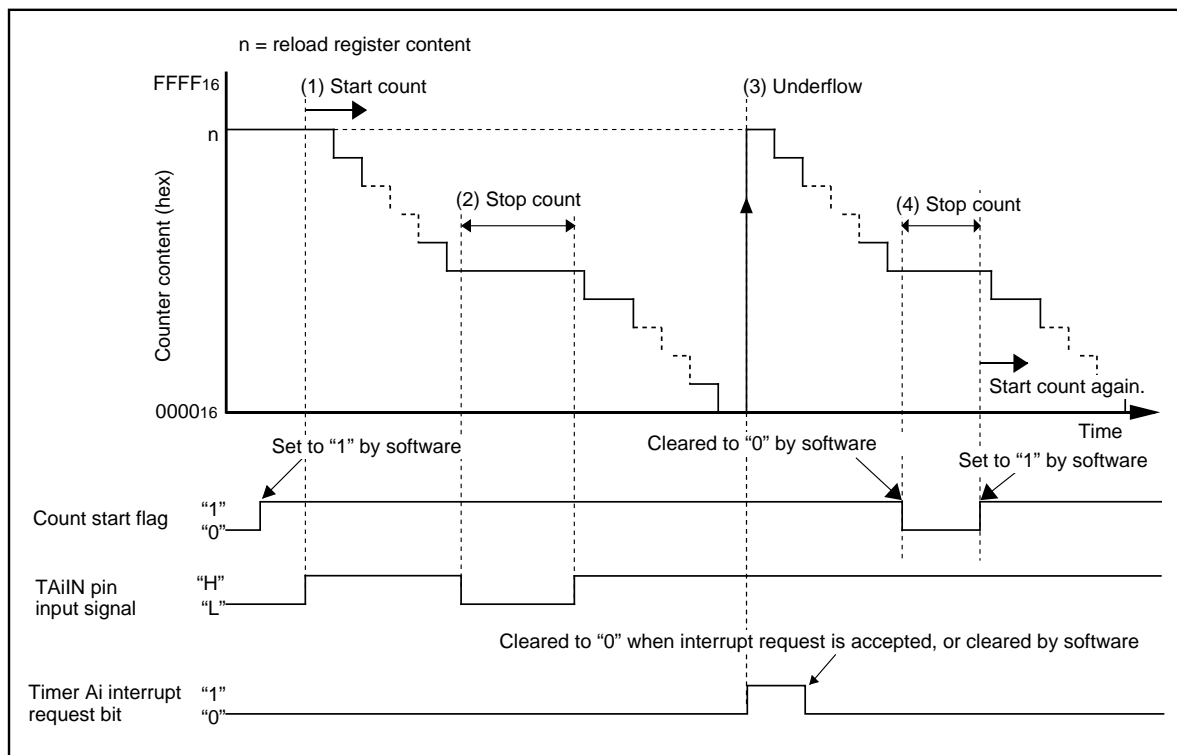 n = reload register content
FFFF16
(1) Start count
(3) Underflow
n
Counter content (hex)
(2) Stop count
(4) Stop count
Start count again.
000016
Time
Set to “1” by software
Cleared to “0” by software
Set to “1” by software
Count start flag
“1”
“0”
TAiIN pin
input signal
“H”
“L”
Cleared to “0” when interrupt request is accepted, or cleared by software
Timer Ai interrupt
request bit
“1”
“0”